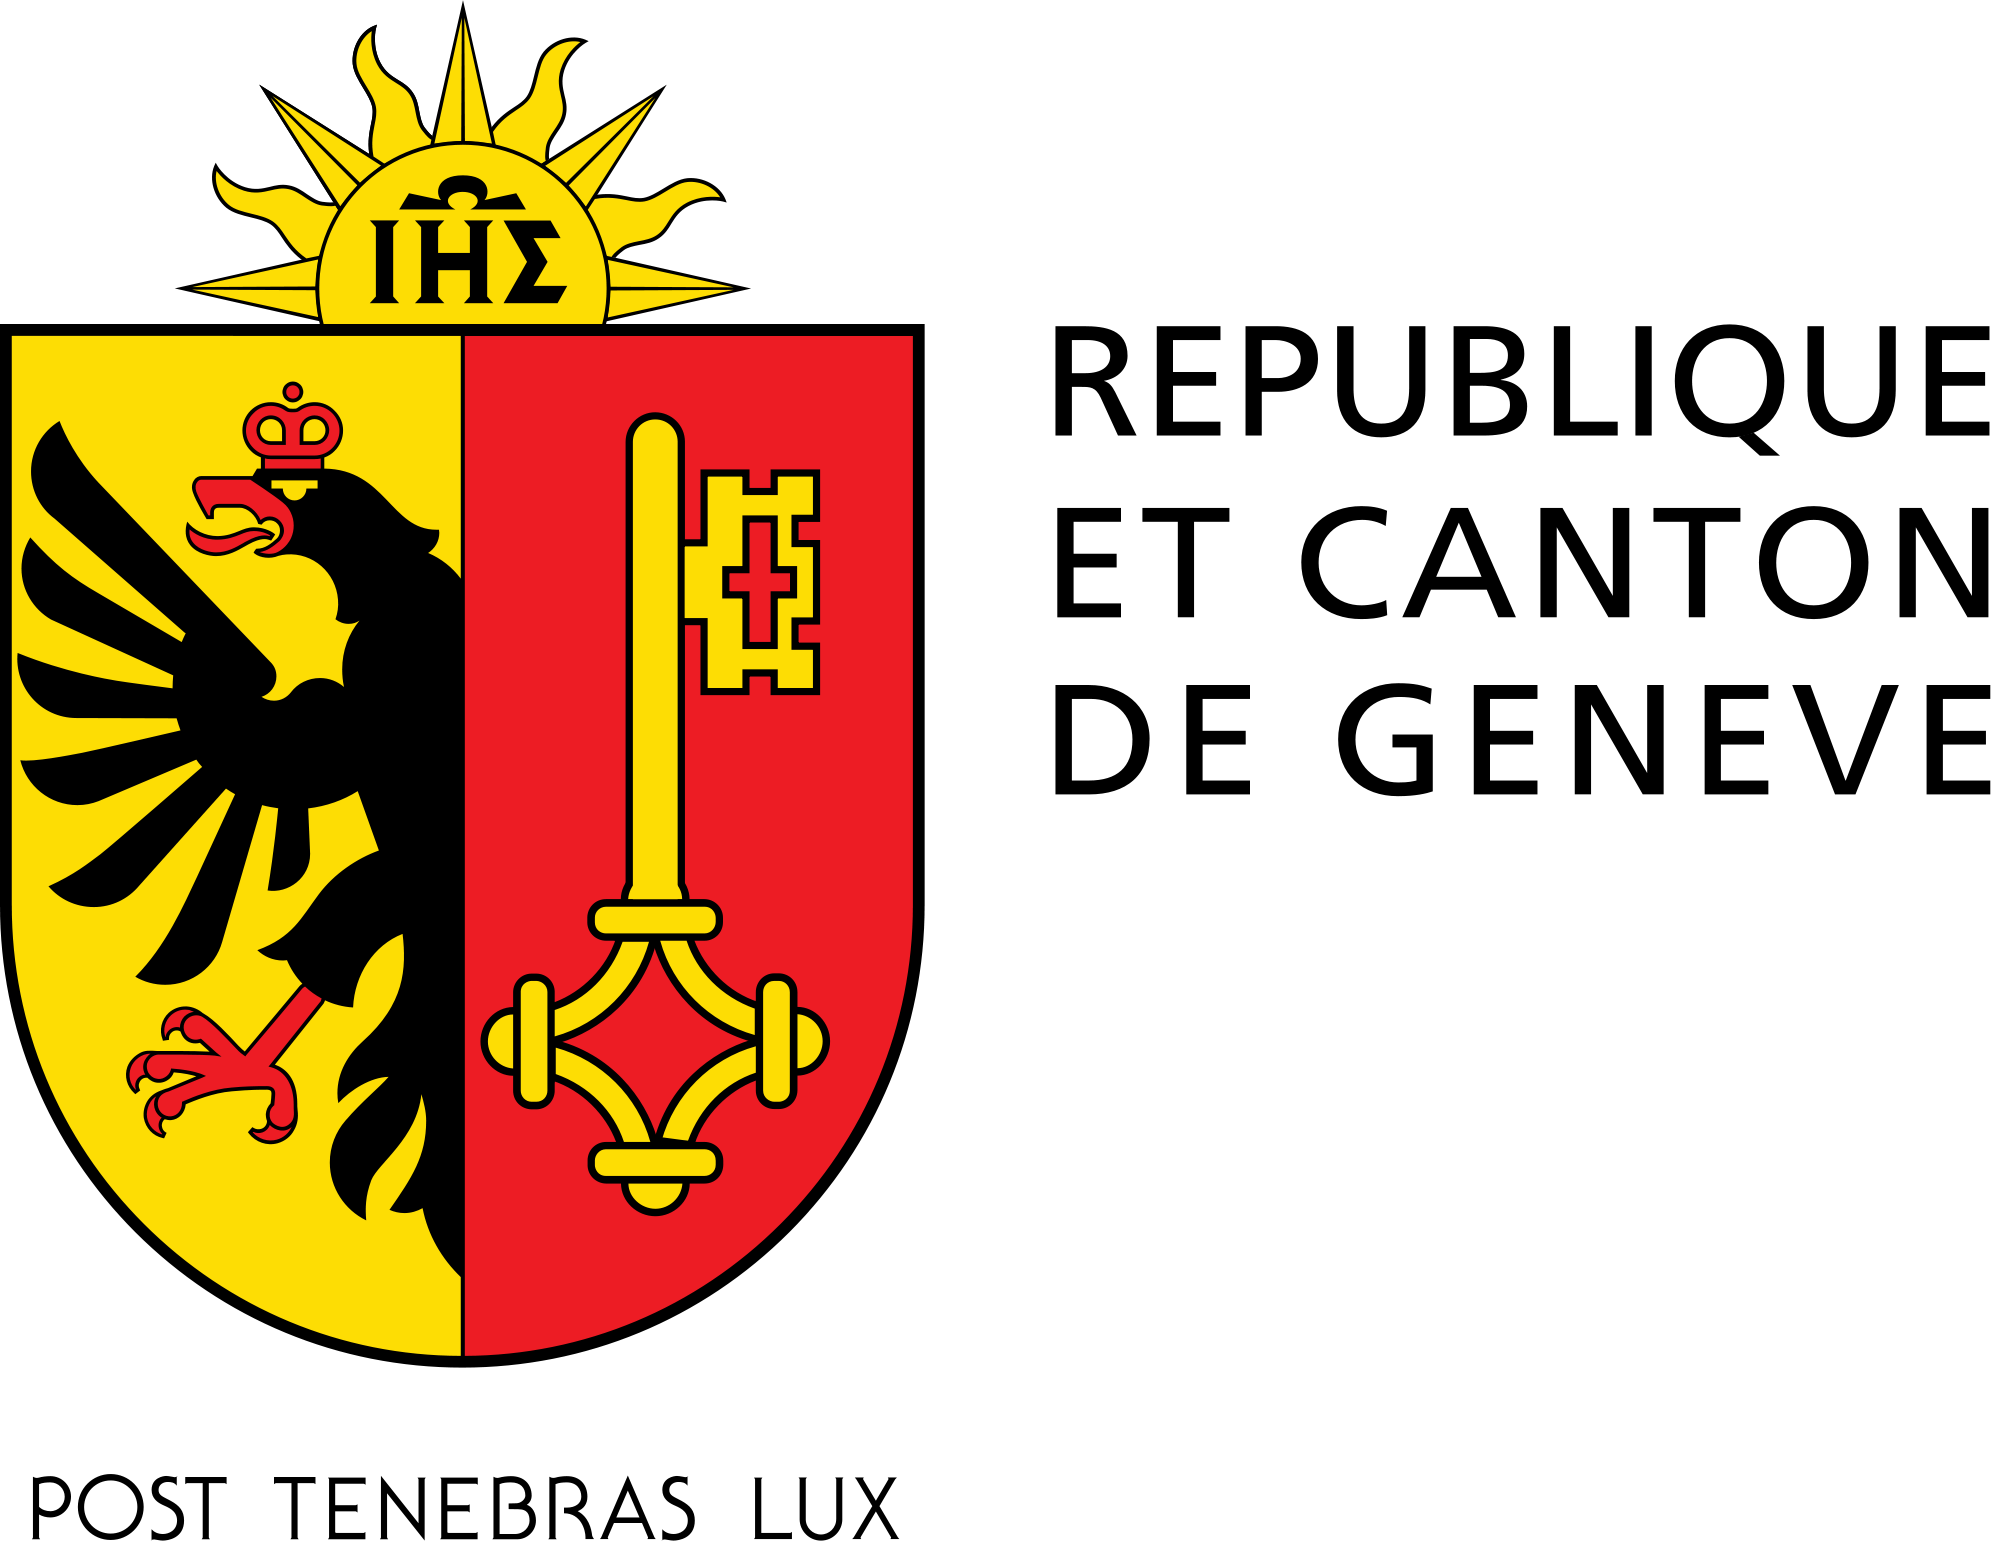 ΙΗΣ
REPUBLIQUE
ET CANTON
DE GENEVE
POST TENEBRAS LUX